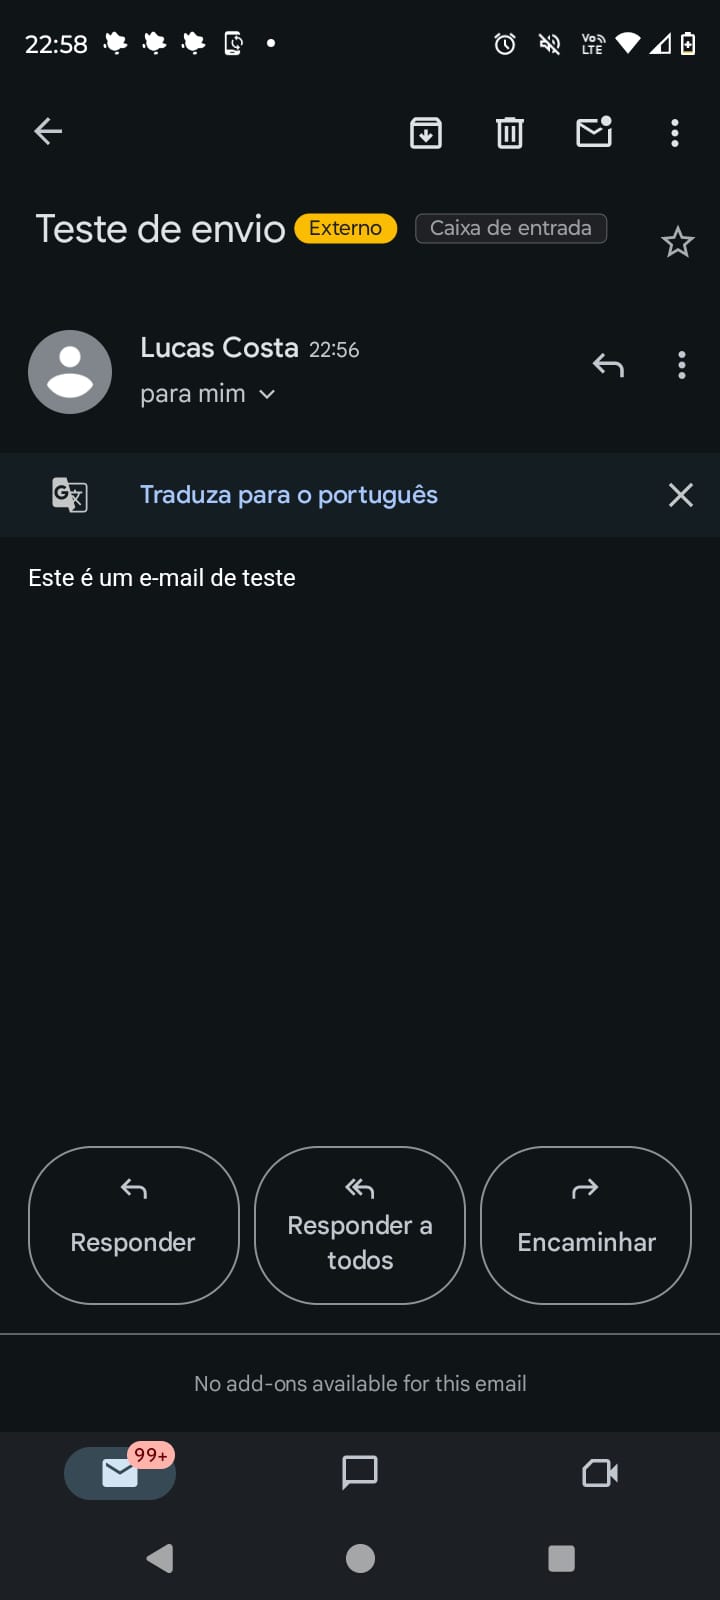 22:58
Vo LTE
Teste de envio Externo Caixa de entrada
Lucas Costa 22:56
para mim
Traduza para o português
Este é um e-mail de teste
Responder
Responder a
todos
Encaminhar
No add-ons available for this email
99+